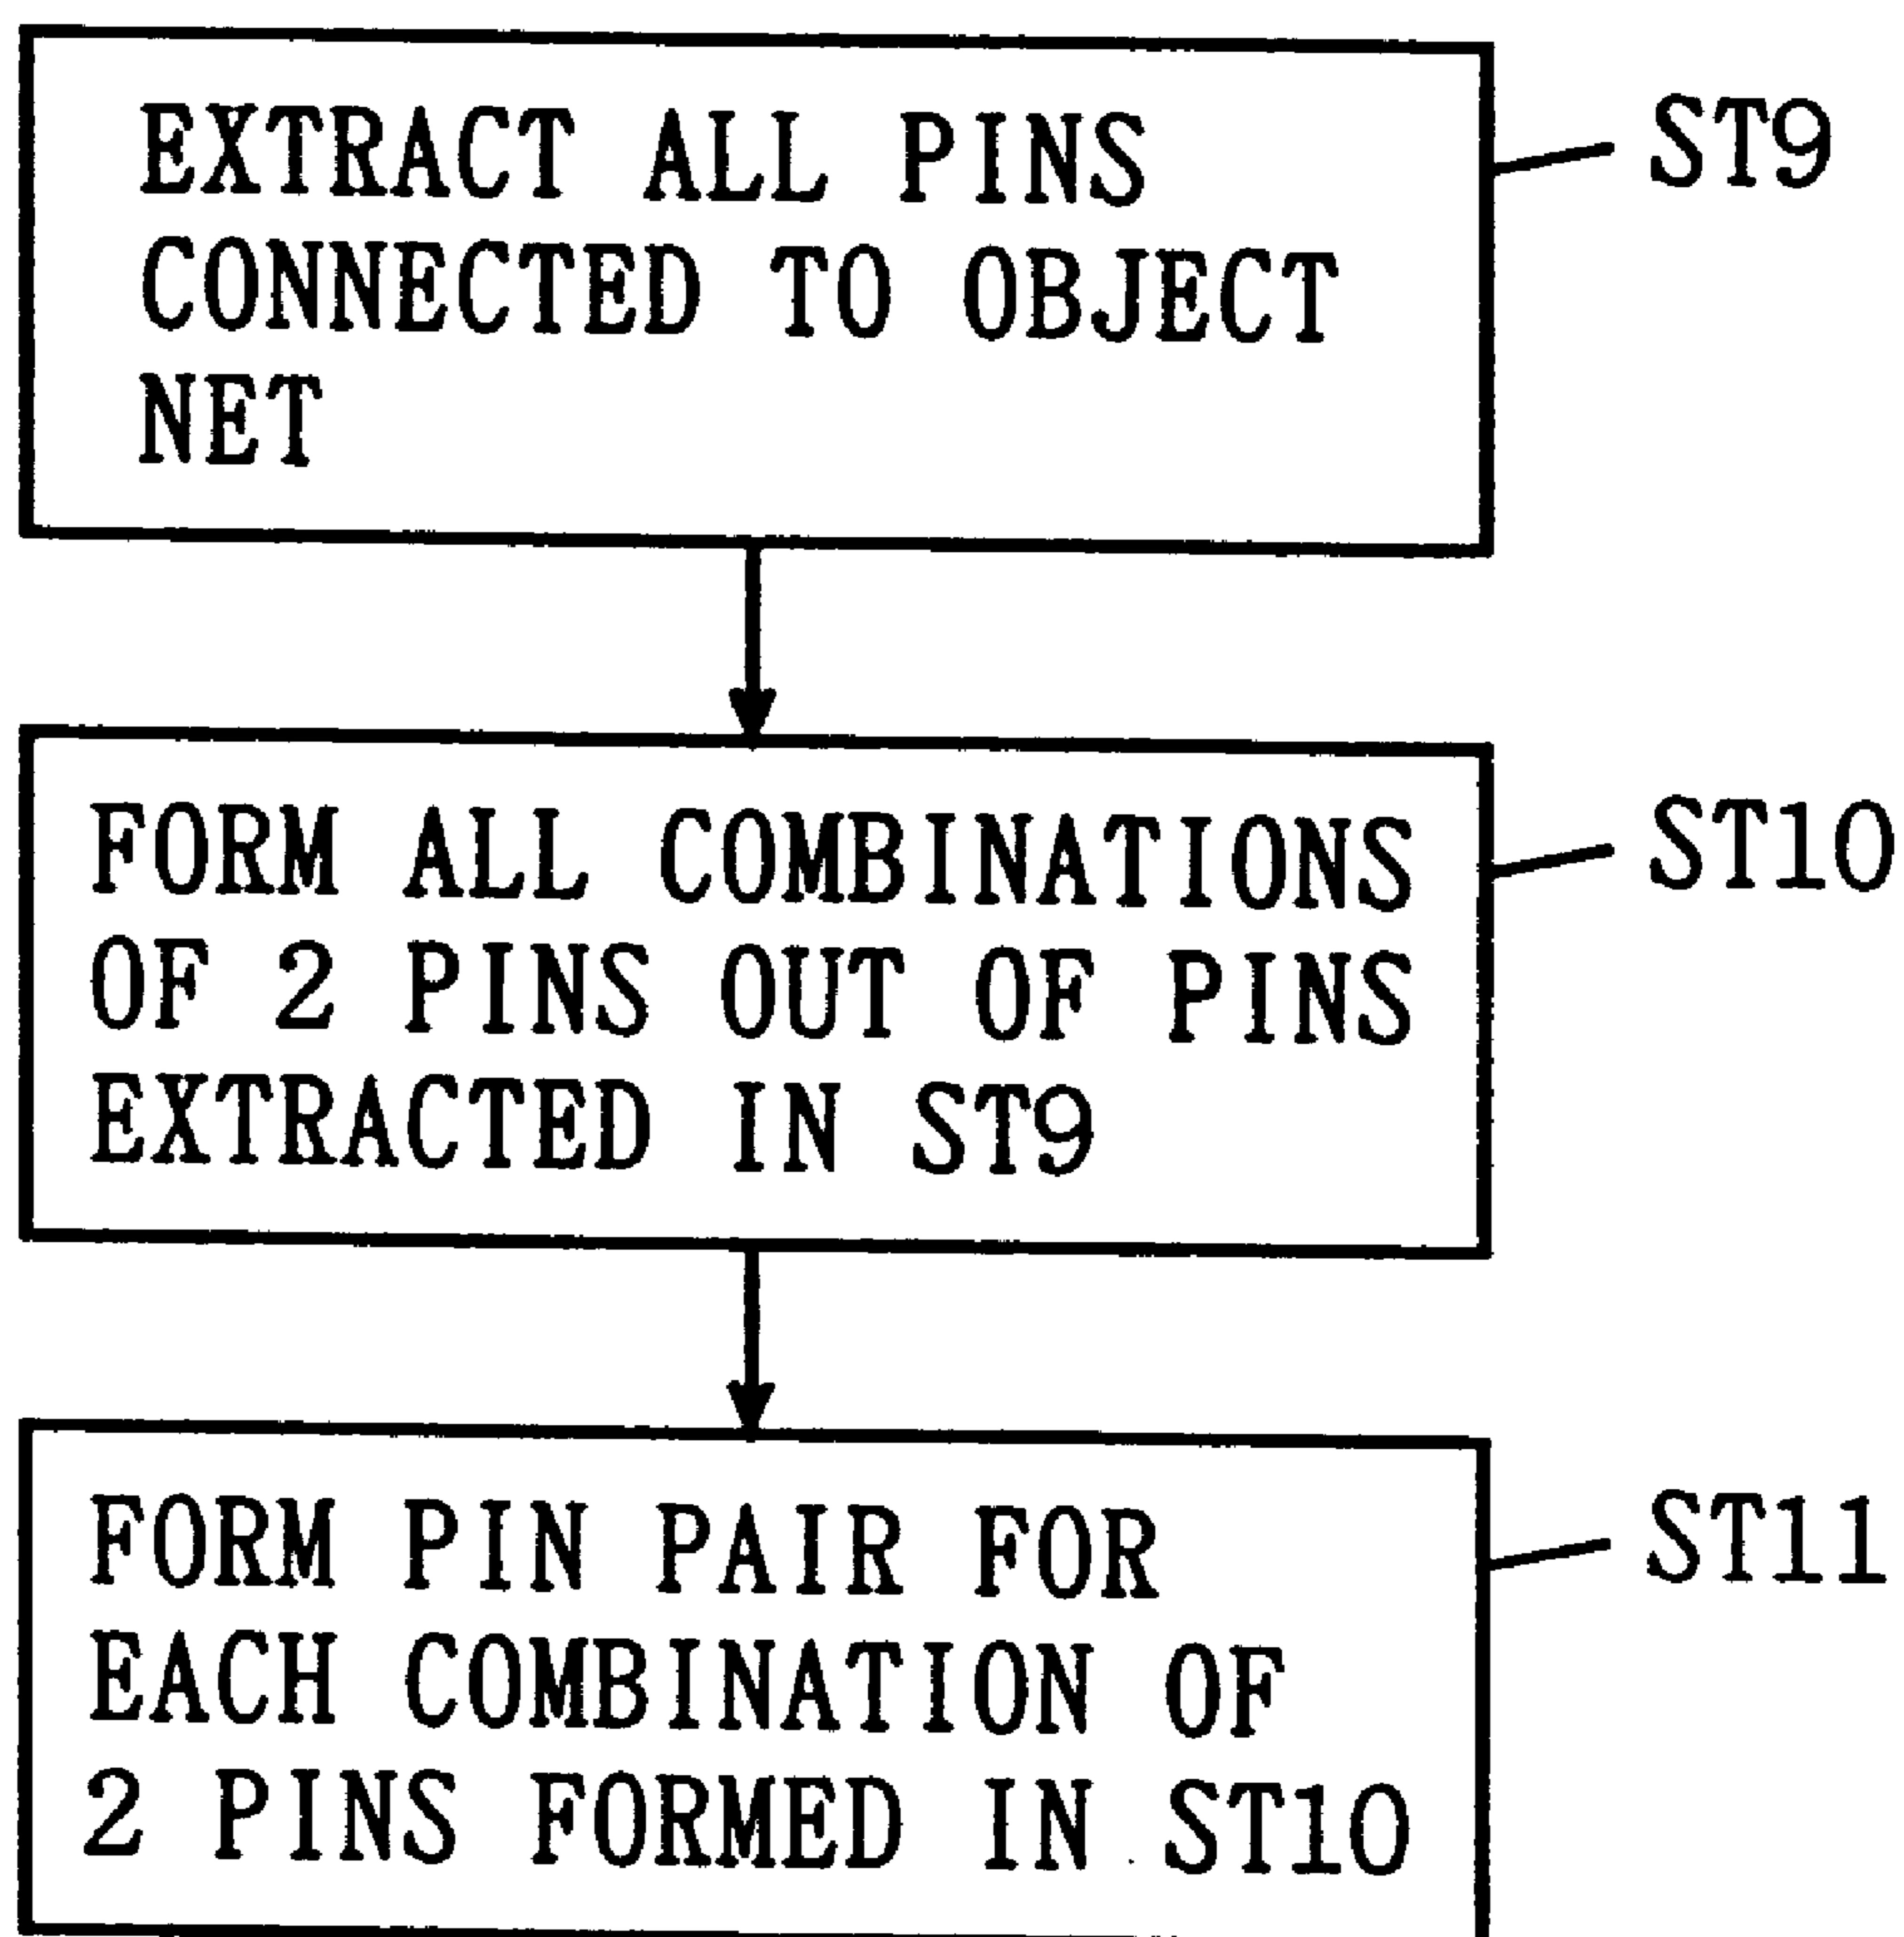 EXTRACT ALL PINS
CONNECTED TO OBJECT
NET
ST9
FORM ALL COMBINATIONS
OF 2 PINS OUT OF PINS
EXTRACTED IN ST9
ST10
FORM PIN PAIR FOR
EACH COMBINATION OF
2 PINS FORMED IN ST10
ST11